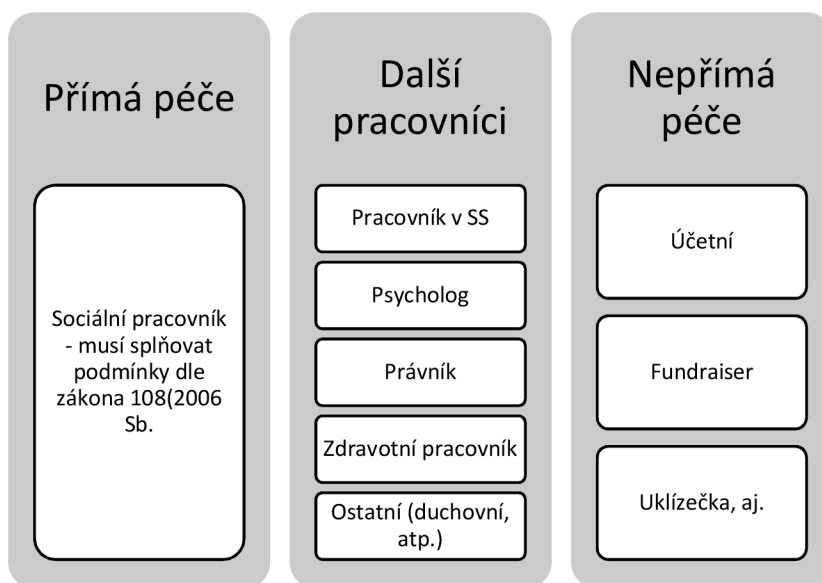 Přímá péče
Sociální pracovník
- musí splňovat
podmínky dle
zákona 108(2006
Sb.
Další
pracovníci
Pracovník v SS
Psycholog
Právník
Zdravotní pracovník
Ostatní (duchovní,
atp.)
Nepřímá
péče
Účetní
Fundraiser
Uklízečka, aj.